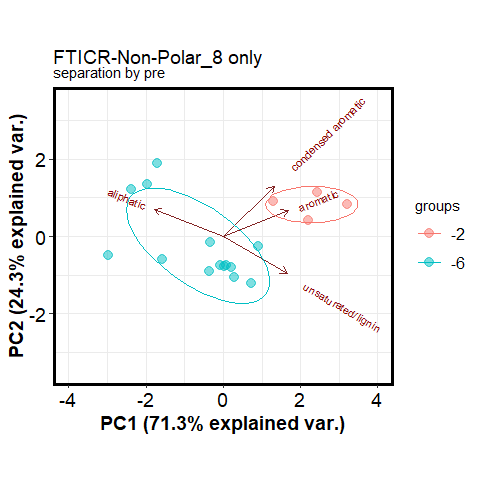 FTICR-Non-Polar_8 only
separation by pre
PC2 (24.3% explained var.)
2
0
-2
condensed aromatic
aromatic
aliphatic
unsaturated/lignin
groups
-2
-6
-4
-2
0
2
4
PC1 (71.3% explained var.)